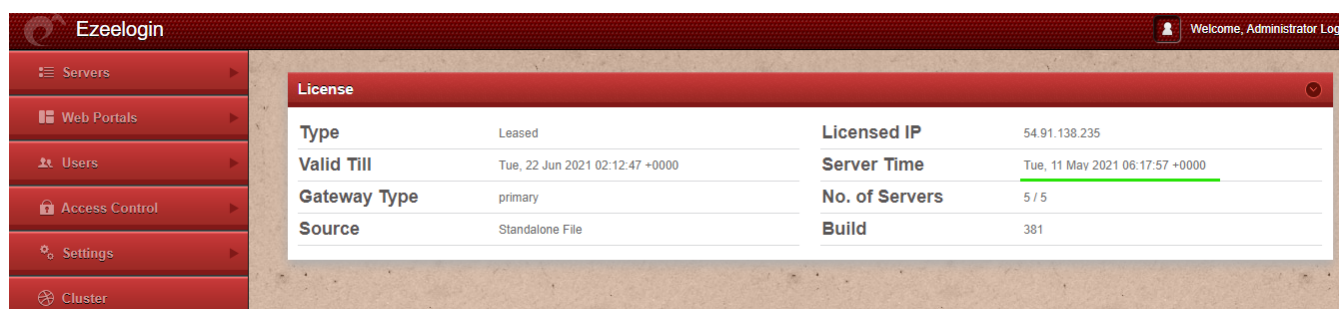 Ezeelogin
Welcome, Administrator Log
Servers
Web Portals
Users
Access Control
Settings
Cluster
License
Type Leased Licensed IP 54.91.138.235
Valid Till Tue, 22 Jun 2021 02:12:47 +0000 Server Time Tue, 11 May 2021 06:17:57 +0000
Gateway Type primary No. of Servers 5 / 5
Source Standalone File Build 381